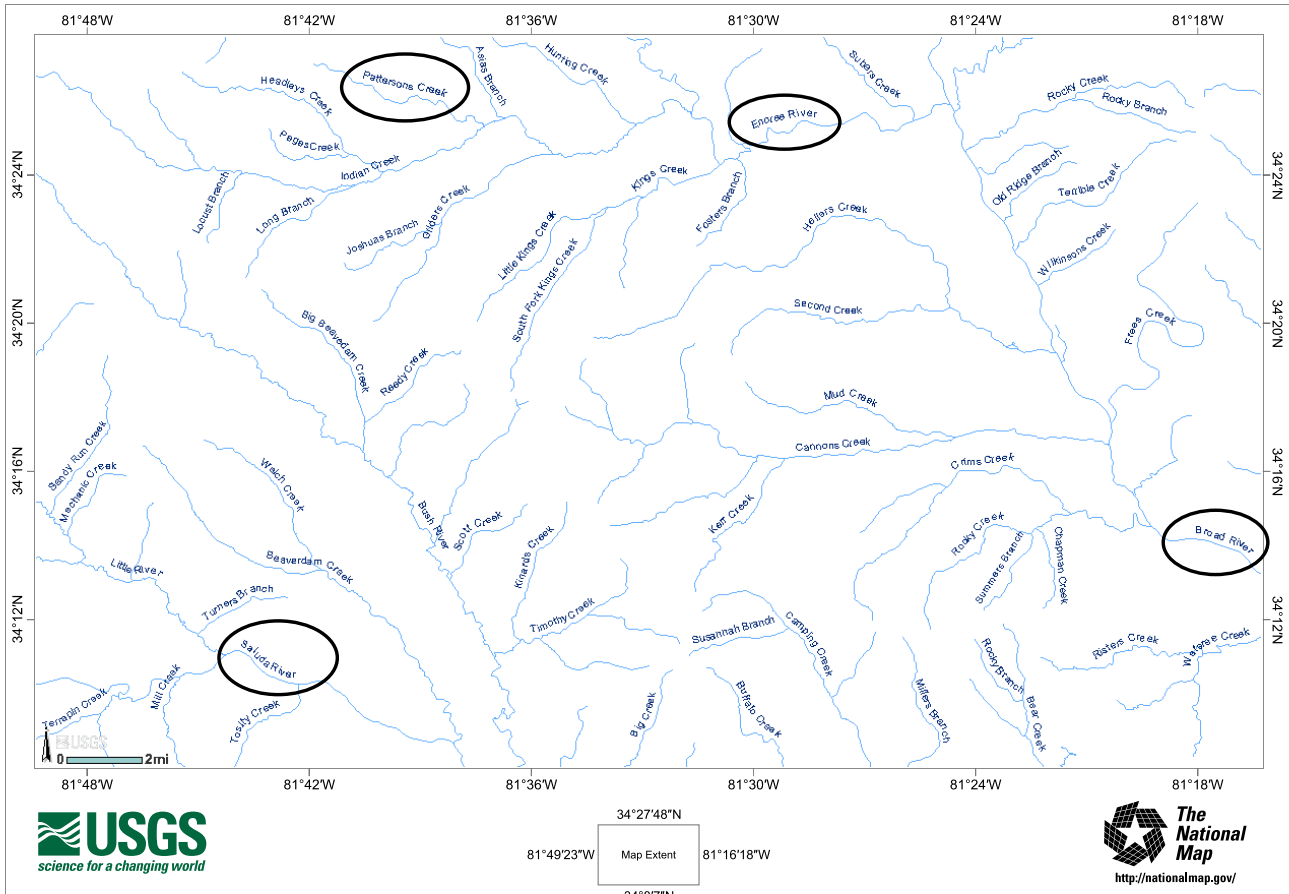 81°48'W 81°42'W 81°36'W 81°30'W 81°24'W 81°18'W
Asias Branch
Hunting Creek
Subers Creek
Headleys Creek
Pattersons Creek
Rocky Creek
Rocky Branch
Enoree River
Pages Creek
Indian Creek
34°24'N
34°24'N
Kings Creek
Old Ridge Branch
Terrible Creek
Locust Branch
Long Branch
Gilders Creek
Fosters Branch
Joshuas Branch
Hellers Creek
Little Kings Creek
Wilkinsons Creek
South Fork Kings Creek
34°20'N
Big Beaverdam Creek
Second Creek
Frees Creek
34°20'N
Reedy Creek
Mud Creek
Sandy Run Creek
Cannons Creek
34°16'N
Mechanic Creek
Welch Creek
Crims Creek
34°16'N
Bush River
Scott Creek
Kerr Creek
Rocky Creek
Summers Branch
Chapman Creek
Broad River
Kinards Creek
Little River
Beaverdam Creek
Turners Branch
34°12'N
Timothy Creek
Susannah Branch
Camping Creek
34°12'N
Saluda River
Risters Creek
Mill Creek
Rocky Branch
Terrapin Creek
Tosity Creek
Big Creek
Buffalo Creek
Millers Branch
Bear Creek
USGS
0 2mi
81°48'W 81°42'W 81°36'W 81°30'W 81°24'W 81°18'W
USGS
science for a changing world
34°27'48"N
81°49'23"W Map Extent 81°16'18"W
The
National
Map
http://nationalmap.gov/